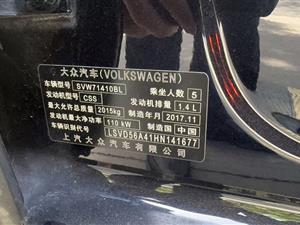 大众汽车(VOLKSWAGEN)
车辆型号 SVW71410BL 乘坐人数 5
发动机型号 CSS 发动机排量 1.4 L
最大允许总质量 2015kg 制造年月 2017.11
发动机最大净功率 110 kW 制造国 中国
车辆识别代号 LSVD56A41HN141677
上汽大众汽车有限公司